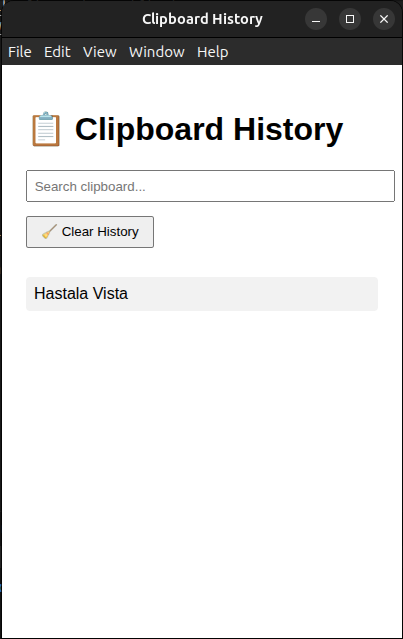 Clipboard History
File Edit View Window Help
📋 Clipboard History
Search clipboard...
🧹 Clear History
Hastala Vista